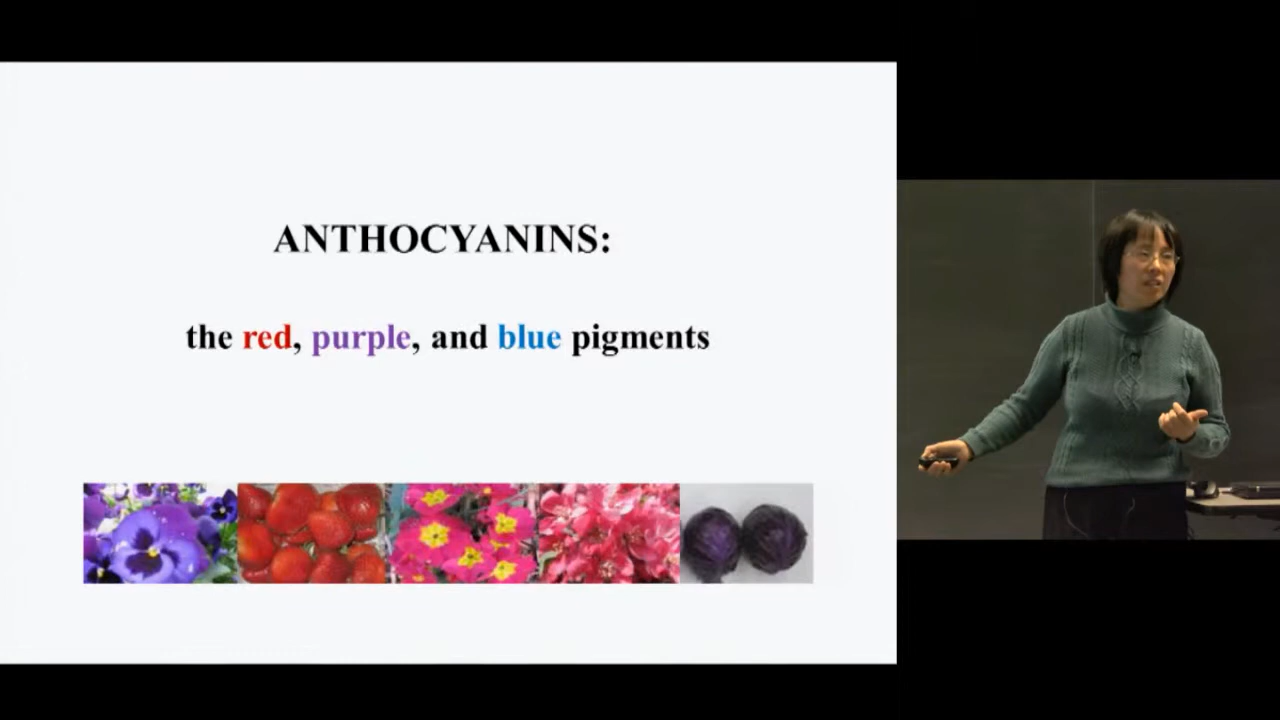 ANTHOCYANINS:
the red, purple, and blue pigments